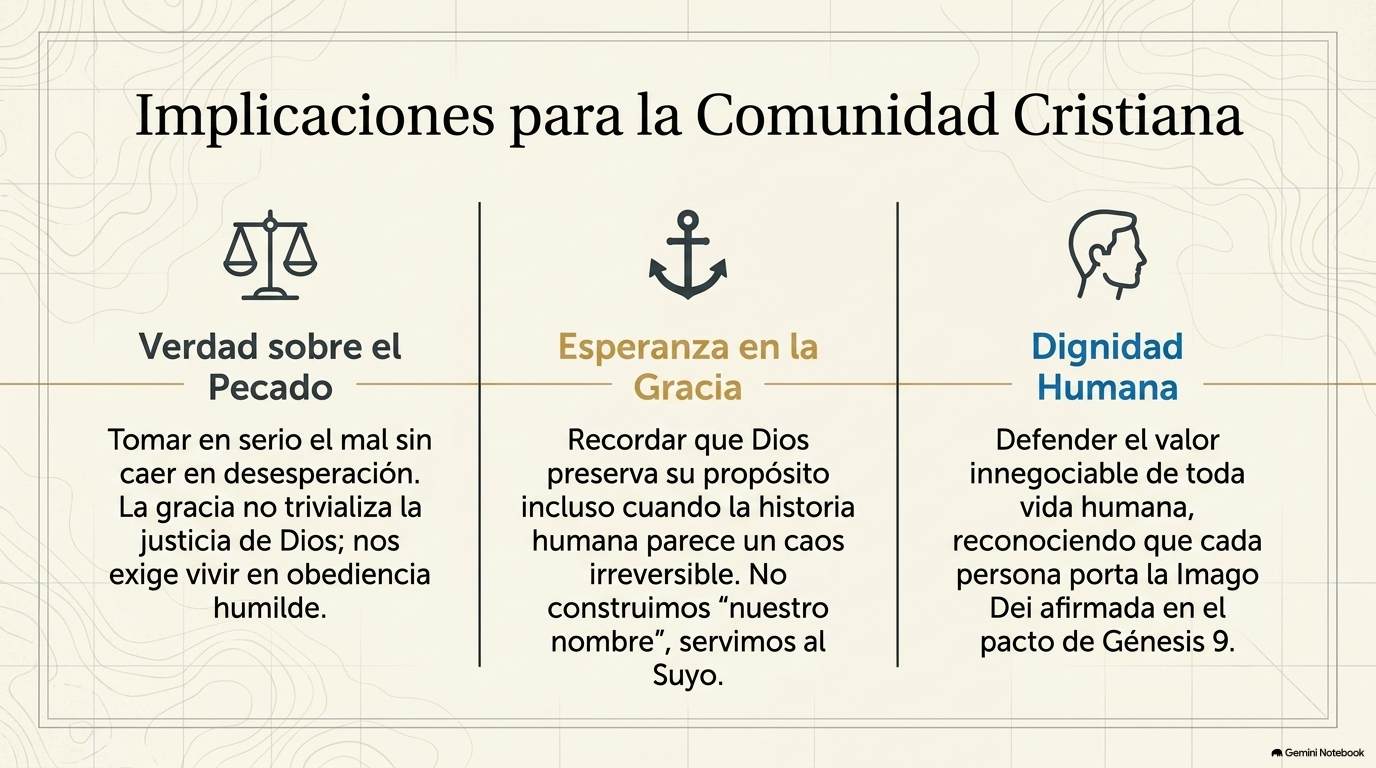 Implicaciones para la Comunidad Cristiana
Verdad sobre el
Pecado
Tomar en serio el mal sin
caer en desesperación.
La gracia no trivializa la
justicia de Dios; nos
exige vivir en obediencia
humilde.
Esperanza en la
Gracia
Recordar que Dios
preserva su propósito
incluso cuando la historia
humana parece un caos
irreversible. No
construimos “nuestro
nombre”, servimos al
Suyo.
Dignidad
Humana
Defender el valor
innegociable de toda
vida humana,
reconociendo que cada
persona porta la Imago
Dei afirmada en el
pacto de Génesis 9.
Gemini Notebook